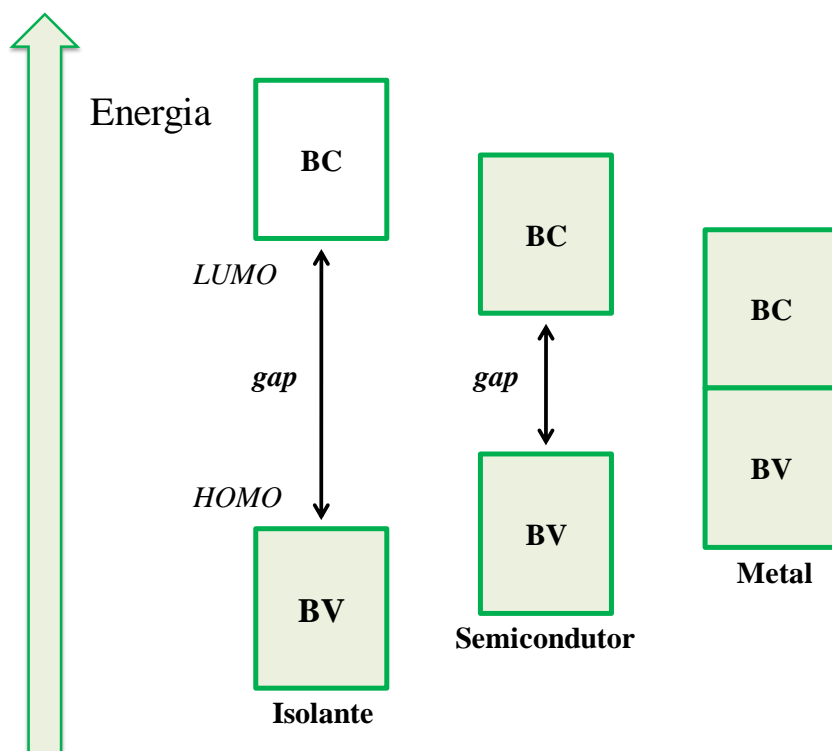 Energia
BC
LUMO
gap
HOMO
BV
Isolante
BC
gap
BV
Semicondutor
BC
BV
Metal